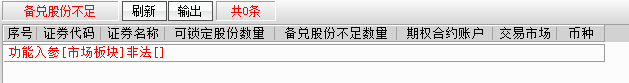 备兑股份不足 刷新 输出 共0条
序号 证券代码 证券名称 可锁定股份数量 备兑股份不足数量 期权合约账户 交易市场 币种
功能入参[市场板块]非法[]